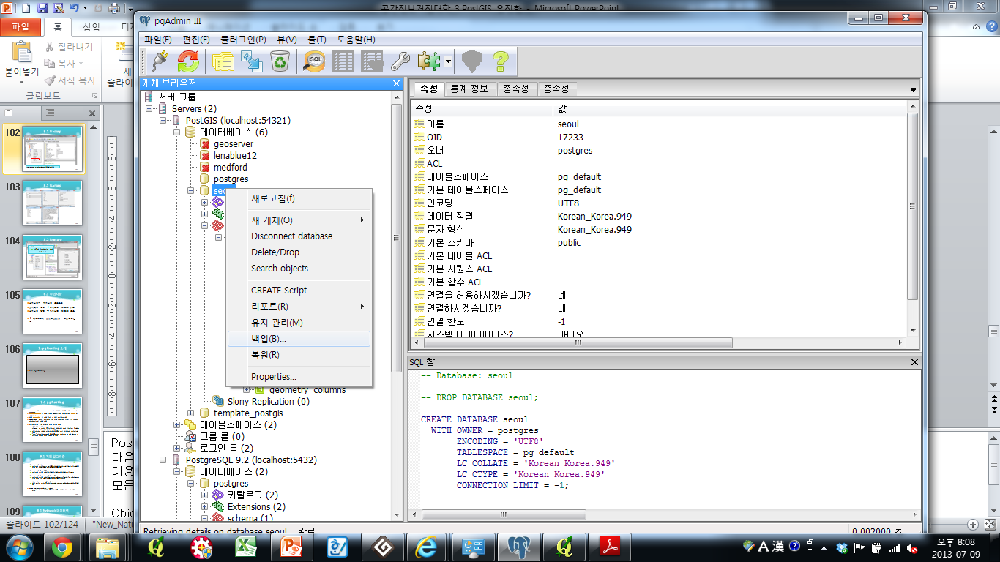 공간정보거점대학 3.PostGIS 유정화 - Microsoft PowerPoint
파일 홈 삽입
붙여넣기
잘라내기
복사
서식 복사
클립보드
새
슬라이
pgAdmin III
파일(F) 편집(E) 플러그인(P) 뷰(V) 툴(T) 도움말(H)
개체 브라우저
서버 그룹
Servers (2)
PostGIS (localhost:54321)
데이터베이스 (6)
geoserver
lenablue12
medford
postgres
seoul
새로고침(f)
새 개체(O)
Disconnect database
Delete/Drop...
Search objects...
CREATE Script
리포트(R)
유지 관리(M)
백업(B)...
복원(R)
Properties...
geometry_columns
Slony Replication (0)
template_postgis
테이블스페이스 (2)
그룹 롤 (0)
로그인 롤 (2)
PostgreSQL 9.2 (localhost:5432)
데이터베이스 (2)
postgres
카탈로그 (2)
Extensions (2)
schema (1)
속성 통계 정보 종속성 종속성
속성 값
이름 seoul
OID 17233
오너 postgres
ACL
테이블스페이스 pg_default
기본 테이블스페이스 pg_default
인코딩 UTF8
데이터 정렬 Korean_Korea.949
문자 형식 Korean_Korea.949
기본 스키마 public
기본 테이블 ACL
기본 시퀀스 ACL
기본 함수 ACL
연결을 허용하시겠습니까? 네
연결하시겠습니까? 네
연결 한도 -1
시스템 데이터베이스? 아니오
SQL 창
-- Database: seoul
-- DROP DATABASE seoul;
CREATE DATABASE seoul
WITH OWNER = postgres
ENCODING = 'UTF8'
TABLESPACE = pg_default
LC_COLLATE = 'Korean_Korea.949'
LC_CTYPE = 'Korean_Korea.949'
CONNECTION LIMIT = -1;
Retrieving details on database seoul... 완료.
0.002000 초
102
103
104
105
106
107
108
109
Post
다음
대용
모든
Obje
슬라이드 102/124 "New_Natu
A 漢
오후 8:08
2013-07-09